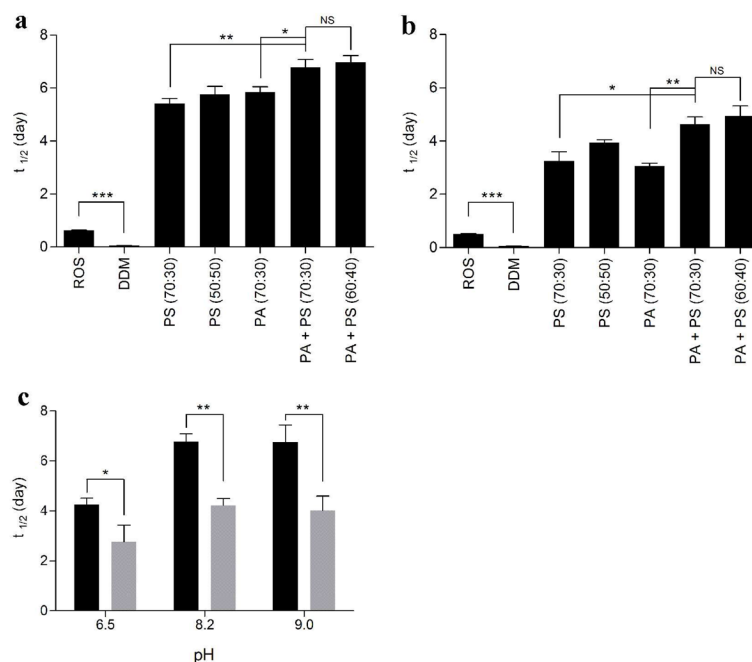 a
t 1/2 (day)
8
6
4
2
0
***
**
*
NS
ROS
DDM
PS (70:30)
PS (50:50)
PA (70:30)
PA + PS (70:30)
PA + PS (60:40)
b
t 1/2 (day)
8
6
4
2
0
***
*
**
NS
ROS
DDM
PS (70:30)
PS (50:50)
PA (70:30)
PA + PS (70:30)
PA + PS (60:40)
c
t 1/2 (day)
8
6
4
2
0
*
**
**
6.5
8.2
9.0
pH